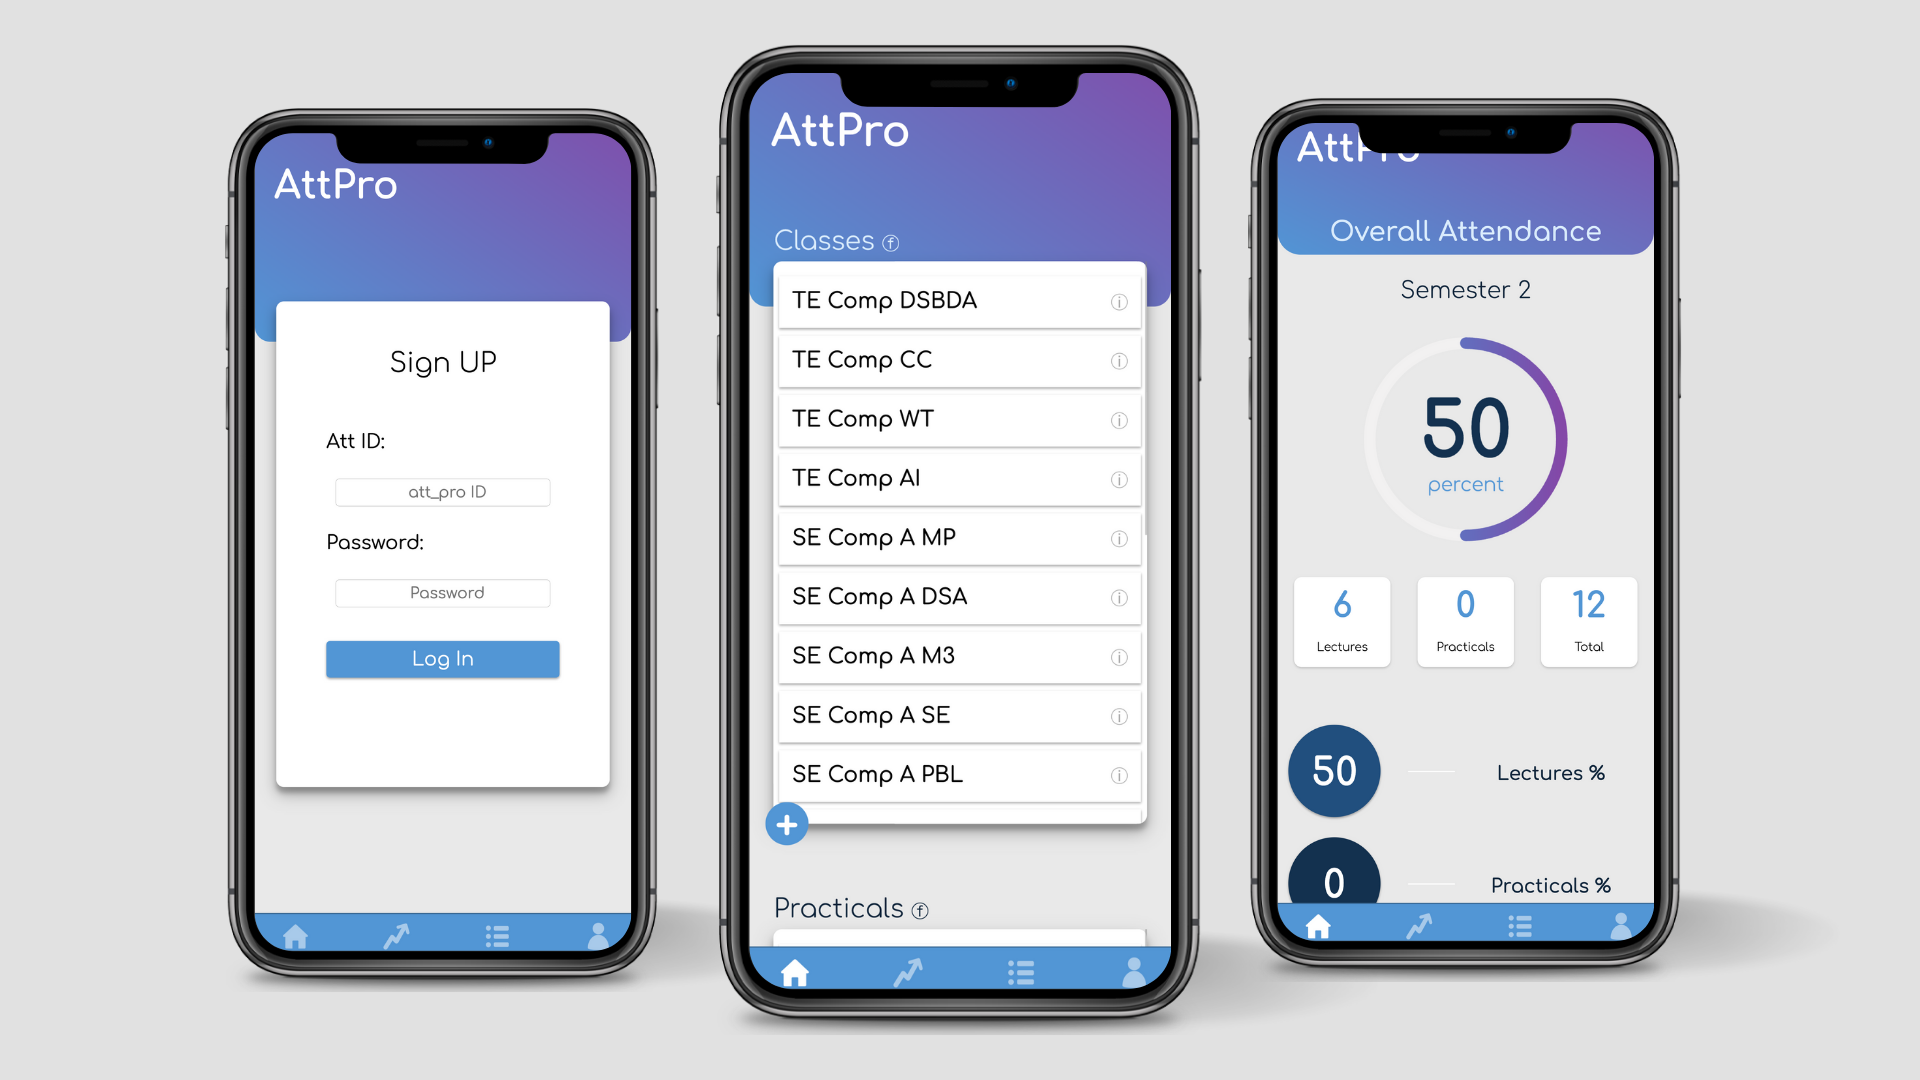 AttPro
Sign UP
Att ID:
att_pro ID
Password:
Password
Log In
AttPro
Classes ⓕ
TE Comp DSBDA ⓘ
TE Comp CC ⓘ
TE Comp WT ⓘ
TE Comp AI ⓘ
SE Comp A MP ⓘ
SE Comp A DSA ⓘ
SE Comp A M3 ⓘ
SE Comp A SE ⓘ
SE Comp A PBL ⓘ
+
Practicals ⓕ
AttPro
Overall Attendance
Semester 2
50
percent
6
Lectures
0
Practicals
12
Total
50
Lectures %
0
Practicals %